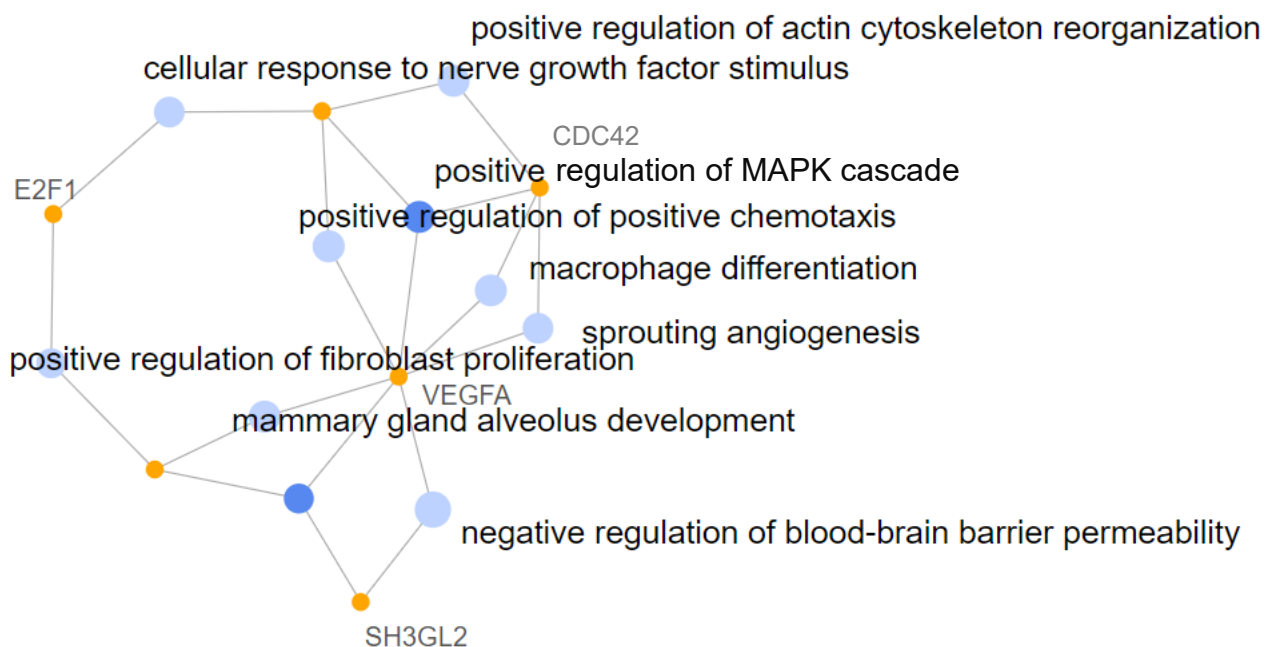 positive regulation of actin cytoskeleton reorganization
cellular response to nerve growth factor stimulus
CDC42
positive regulation of MAPK cascade
E2F1
positive regulation of positive chemotaxis
macrophage differentiation
sprouting angiogenesis
positive regulation of fibroblast proliferation
VEGFA
mammary gland alveolus development
negative regulation of blood-brain barrier permeability
SH3GL2